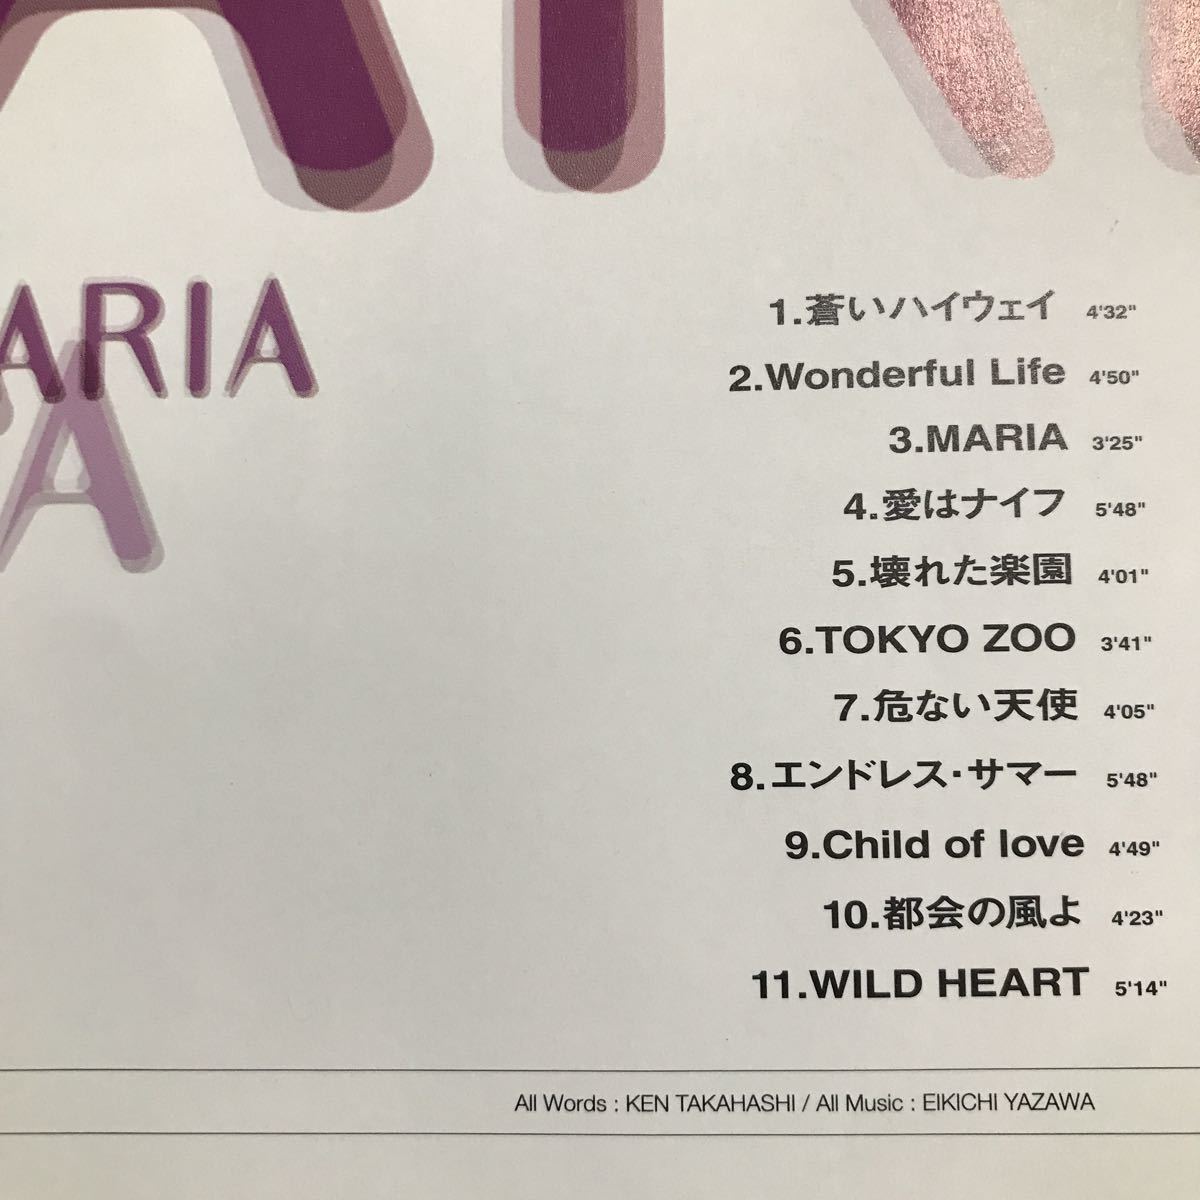 ARIA
1.蒼いハイウェイ 4'32"
2.Wonderful Life 4'50"
3.MARIA 3'25"
4.愛はナイフ 5'48"
5.壊れた楽園 4'01"
6.TOKYO ZOO 3'41"
7.危ない天使 4'05"
8.エンドレス・サマー 5'48"
9.Child of love 4'49"
10.都会の風よ 4'23"
11.WILD HEART 5'14"
All Words : KEN TAKAHASHI / All Music : EIKICHI YAZAWA